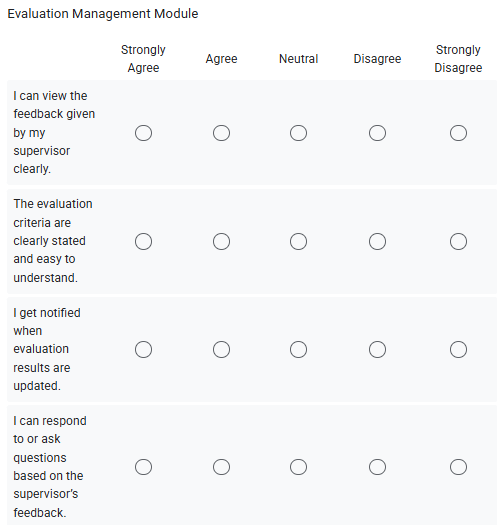 Evaluation Management Module
Strongly Agree
Agree
Neutral
Disagree
Strongly Disagree
I can view the
feedback given
by my
supervisor
clearly.
The evaluation
criteria are
clearly stated
and easy to
understand.
I get notified
when
evaluation
results are
updated.
I can respond
to or ask
questions
based on the
supervisor's
feedback.